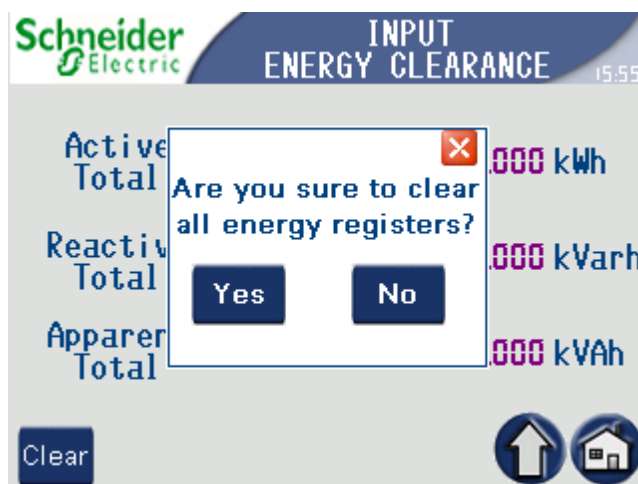 Schneider
Electric
INPUT
ENERGY CLEARANCE
15:55
Active
Total
.000 kWh
Are you sure to clear
all energy registers?
Reactiv
Total
.000 kVarh
Yes
No
Apparen
Total
.000 kVAh
Clear